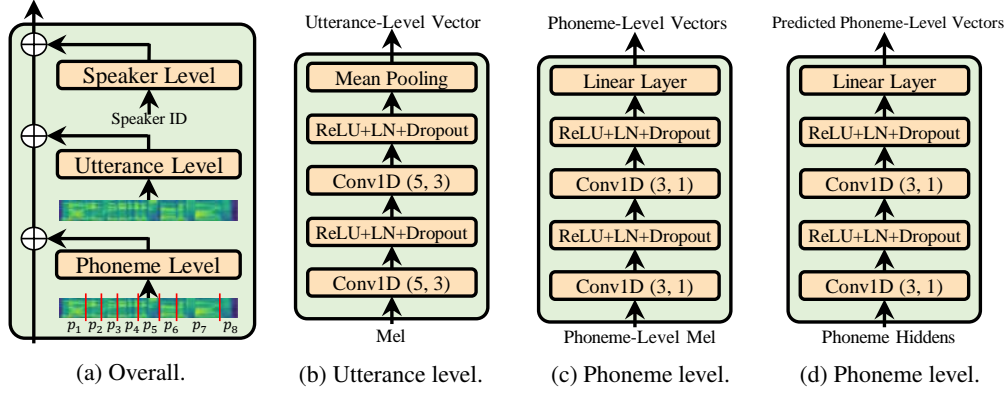 Speaker Level
Speaker ID
Utterance Level
Phoneme Level
p1 p2 p3 p4 p5 p6 p7 p8
(a) Overall.
Utterance-Level Vector
Mean Pooling
ReLU+LN+Dropout
Conv1D (5, 3)
ReLU+LN+Dropout
Conv1D (5, 3)
Mel
(b) Utterance level.
Phoneme-Level Vectors
Linear Layer
ReLU+LN+Dropout
Conv1D (3, 1)
ReLU+LN+Dropout
Conv1D (3, 1)
Phoneme-Level Mel
(c) Phoneme level.
Predicted Phoneme-Level Vectors
Linear Layer
ReLU+LN+Dropout
Conv1D (3, 1)
ReLU+LN+Dropout
Conv1D (3, 1)
Phoneme Hiddens
(d) Phoneme level.